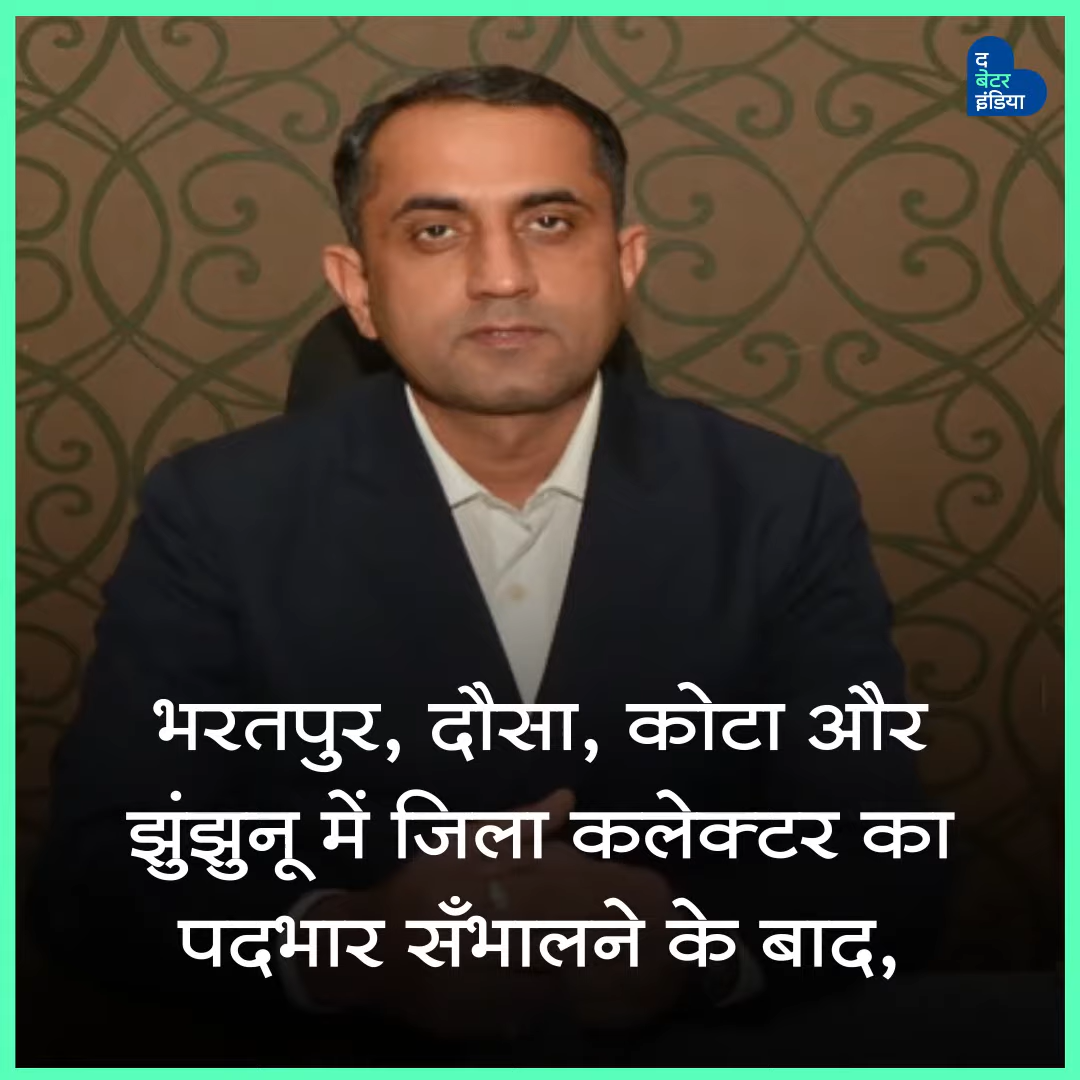 द
बेटर
इंडिया
भरतपुर, दौसा, कोटा और
झुंझुनू में जिला कलेक्टर का
पदभार सँभालने के बाद,